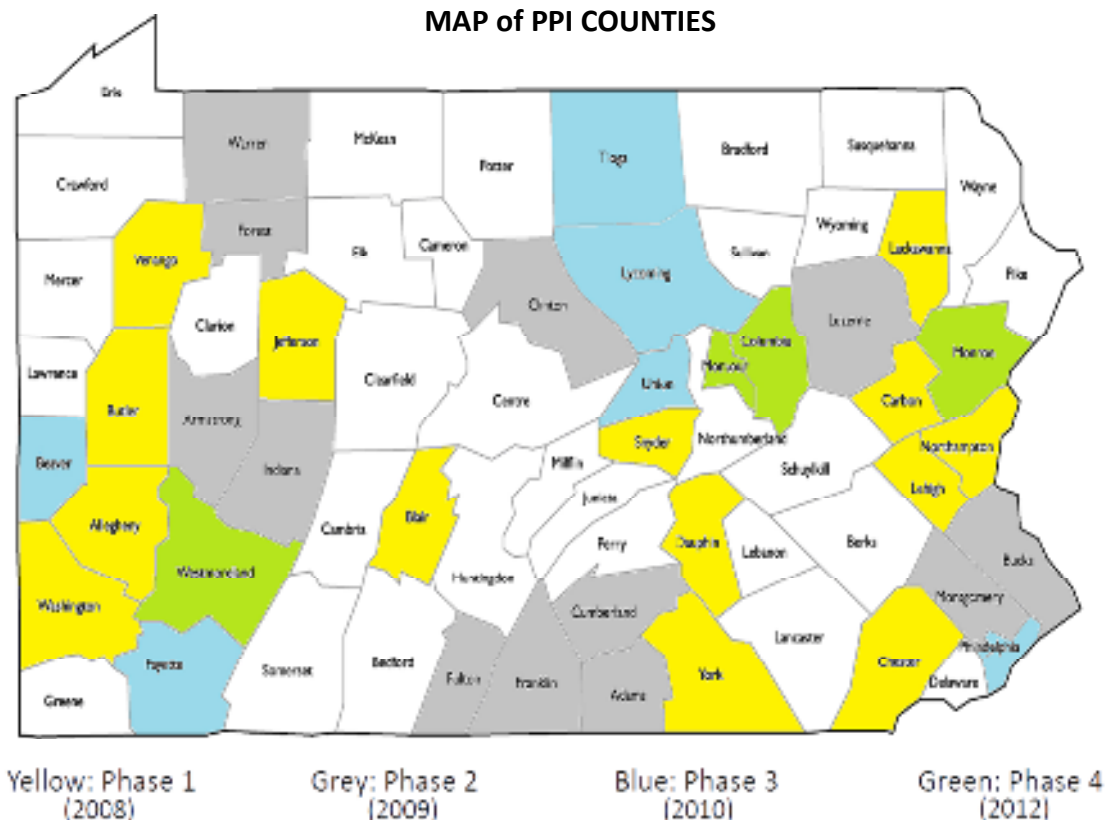 MAP of PPI COUNTIES
Erie
Warren
McKean
Potter
Tioga
Bradford
Susquehanna
Wayne
Crawford
Forest
Elk
Cameron
Lycoming
Sullivan
Wyoming
Lackawanna
Pike
Mercer
Venango
Clarion
Jefferson
Clinton
Columbia
Luzerne
Monroe
Lawrence
Butler
Armstrong
Clearfield
Centre
Union
Montour
Carbon
Beaver
Indiana
Snyder
Northumberland
Northampton
Allegheny
Cambria
Blair
Mifflin
Juniata
Schuylkill
Lehigh
Washington
Westmoreland
Huntingdon
Perry
Dauphin
Lebanon
Berks
Bucks
Montgomery
Greene
Fayette
Somerset
Bedford
Fulton
Franklin
Cumberland
Adams
York
Lancaster
Chester
Delaware
Philadelphia
Yellow: Phase 1
(2008)
Grey: Phase 2
(2009)
Blue: Phase 3
(2010)
Green: Phase 4
(2012)